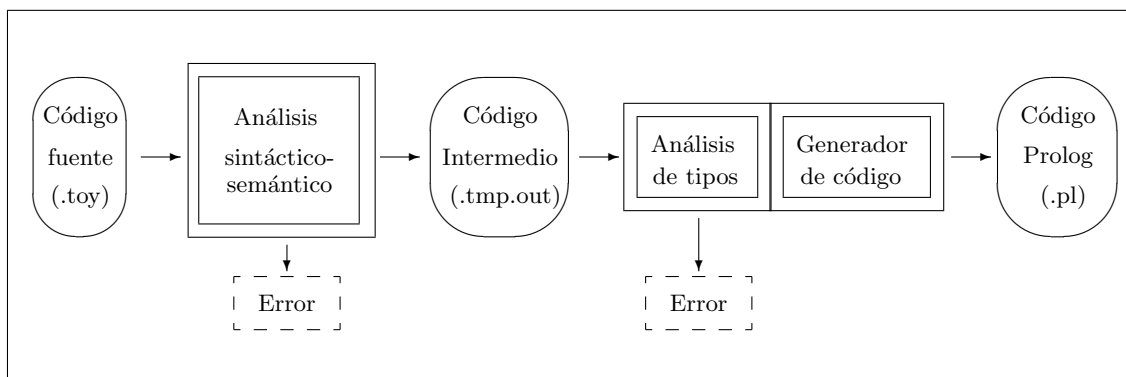 Código
fuente
(.toy)
Análisis
sintáctico-
semántico
Código
Intermedio
(.tmp.out)
Análisis
de tipos
Generador
de código
Código
Prolog
(.pl)
Error
Error